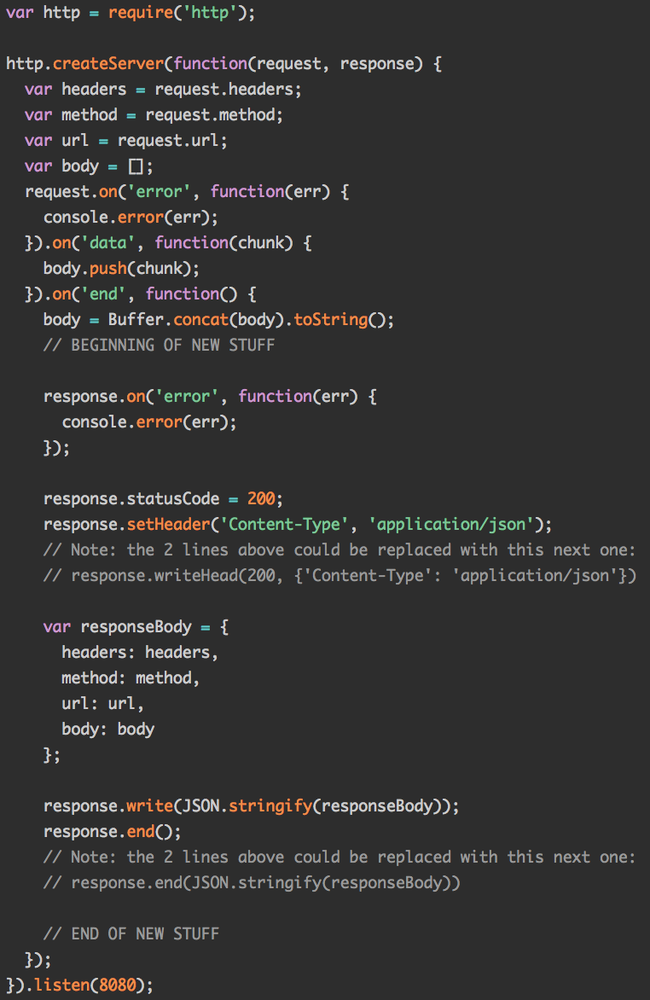 var http = require('http');

http.createServer(function(request, response) {
  var headers = request.headers;
  var method = request.method;
  var url = request.url;
  var body = [];
  request.on('error', function(err) {
    console.error(err);
  }).on('data', function(chunk) {
    body.push(chunk);
  }).on('end', function() {
    body = Buffer.concat(body).toString();
    // BEGINNING OF NEW STUFF

    response.on('error', function(err) {
      console.error(err);
    });

    response.statusCode = 200;
    response.setHeader('Content-Type', 'application/json');
    // Note: the 2 lines above could be replaced with this next one:
    // response.writeHead(200, {'Content-Type': 'application/json'})

    var responseBody = {
      headers: headers,
      method: method,
      url: url,
      body: body
    };

    response.write(JSON.stringify(responseBody));
    response.end();
    // Note: the 2 lines above could be replaced with this next one:
    // response.end(JSON.stringify(responseBody))

    // END OF NEW STUFF
  });
}).listen(8080);